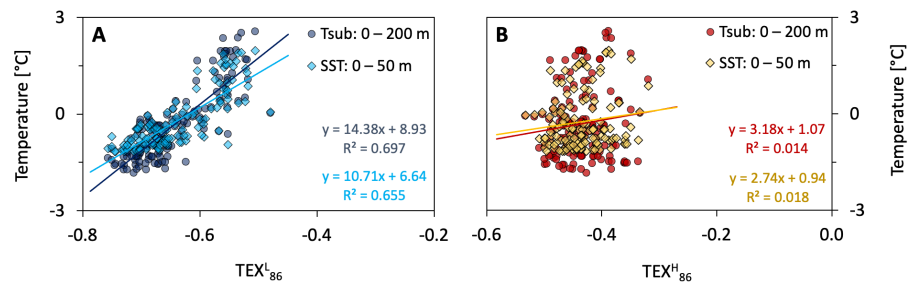 A
Tsub: 0 – 200 m
SST: 0 – 50 m
y = 14.38x + 8.93
R² = 0.697
y = 10.71x + 6.64
R² = 0.655
Temperature [°C]
3
0
-3
-0.8
-0.6
-0.4
-0.2
TEXᴸ₈₆
B
Tsub: 0 – 200 m
SST: 0 – 50 m
y = 3.18x + 1.07
R² = 0.014
y = 2.74x + 0.94
R² = 0.018
3
0
-3
Temperature [°C]
-0.6
-0.4
-0.2
0.0
TEXᴴ₈₆